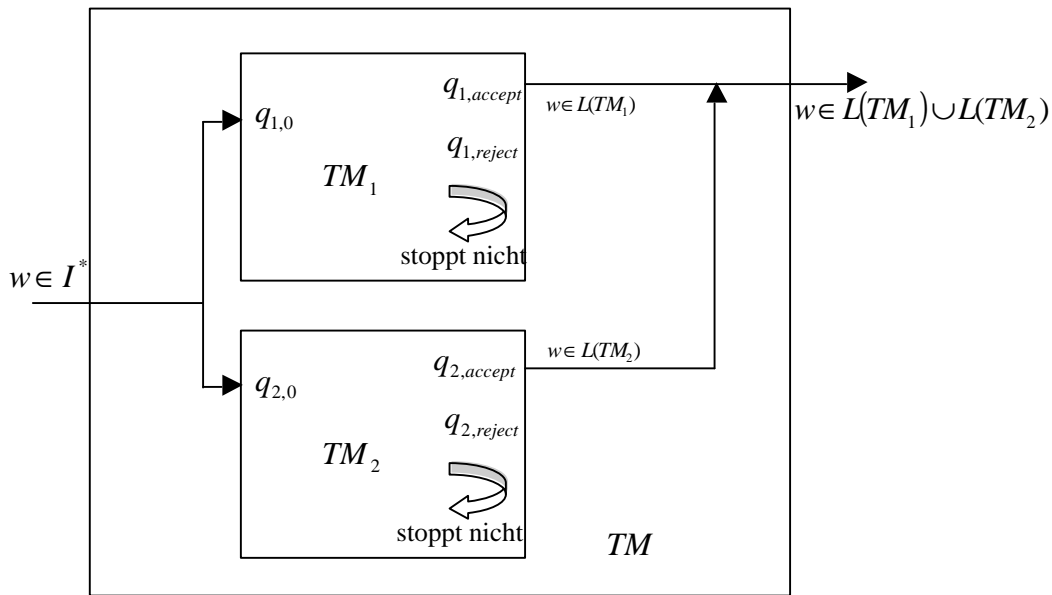 q₁,accept
w∈ L(TM₁)
w∈ L(TM₁)∪L(TM₂)
q₁,₀
q₁,reject
TM₁
stoppt nicht
w∈ I*
q₂,accept
w∈ L(TM₂)
q₂,₀
q₂,reject
TM₂
stoppt nicht
TM